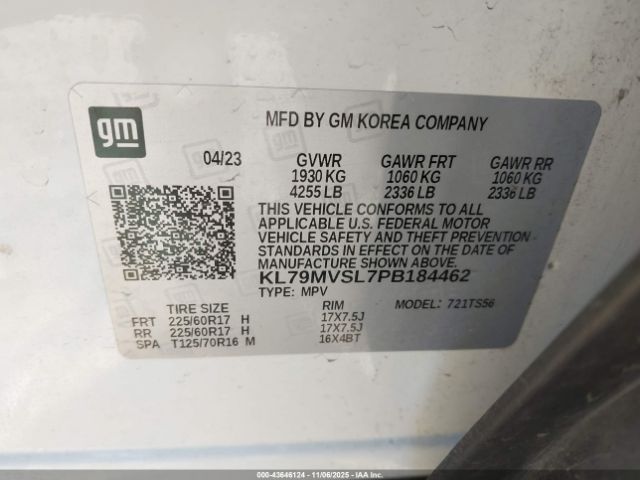 gm
MFD BY GM KOREA COMPANY
04/23 GVWR GAWR FRT GAWR RR
1930 KG 1060 KG 1060 KG
4255 LB 2336 LB 2336 LB
THIS VEHICLE CONFORMS TO ALL
APPLICABLE U.S. FEDERAL MOTOR
VEHICLE SAFETY AND THEFT PREVENTION
STANDARDS IN EFFECT ON THE DATE OF
MANUFACTURE SHOWN ABOVE.
KL79MVSL7PB184462
TYPE: MPV MODEL: 721TS56
TIRE SIZE RIM
FRT 225/60R17 H 17X7.5J
RR 225/60R17 H 17X7.5J
SPA T125/70R16 M 16X4BT
000-43646124 - 11/06/2025 - IAAI.COM